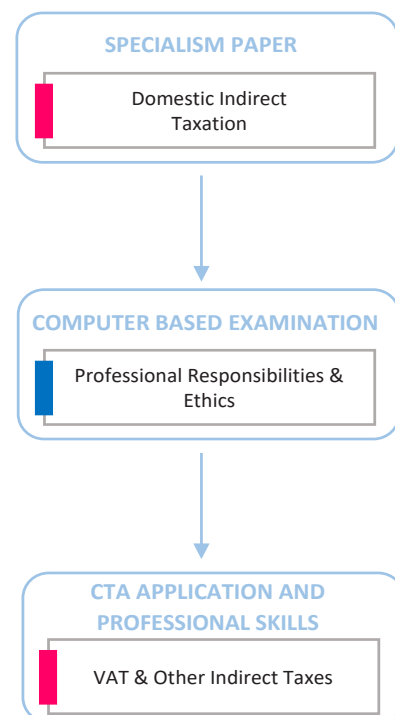 SPECIALISM PAPER
Domestic Indirect
Taxation
COMPUTER BASED EXAMINATION
Professional Responsibilities &
Ethics
CTA APPLICATION AND
PROFESSIONAL SKILLS
VAT & Other Indirect Taxes